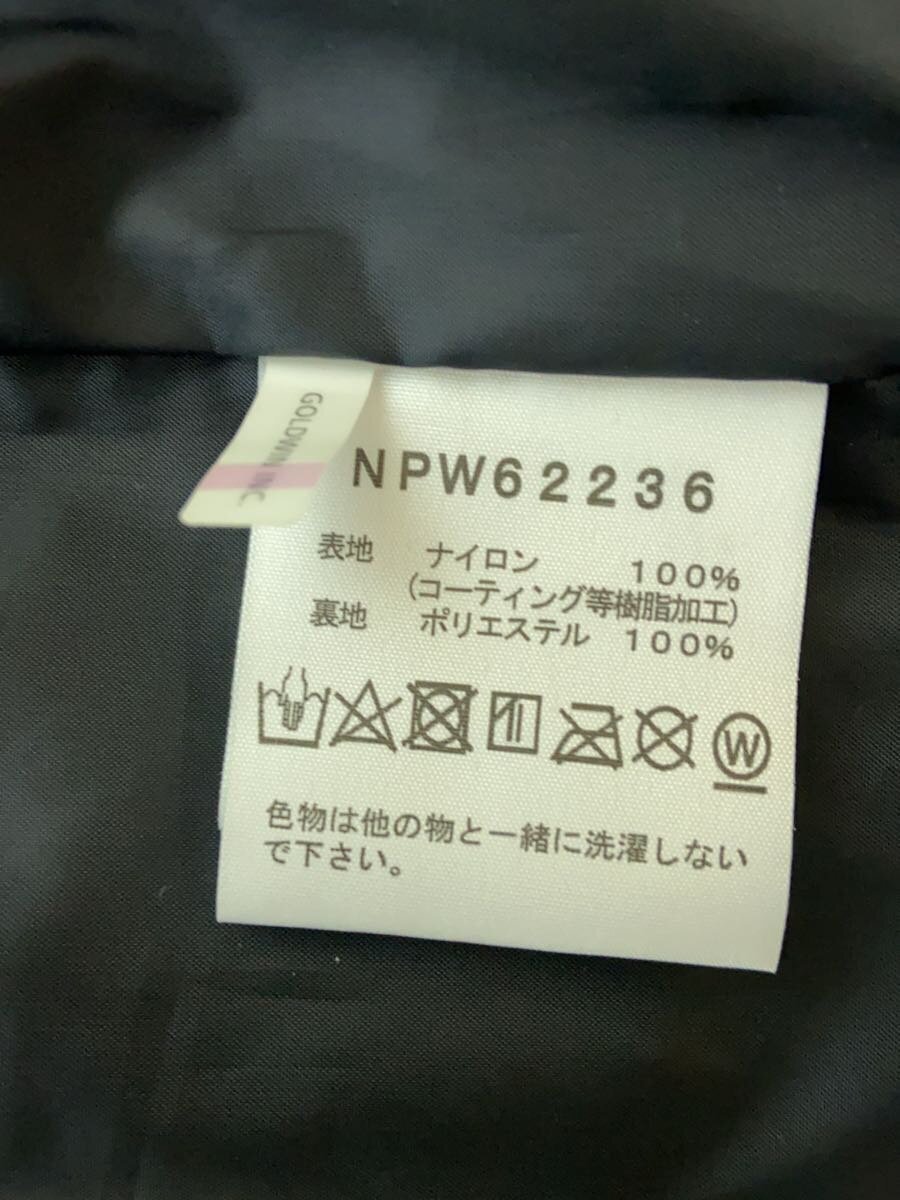 GOLDWIN INC
NPW62236
表地 ナイロン 100%
(コーティング等樹脂加工)
裏地 ポリエステル 100%
W
色物は他の物と一緒に洗濯しない
で下さい。